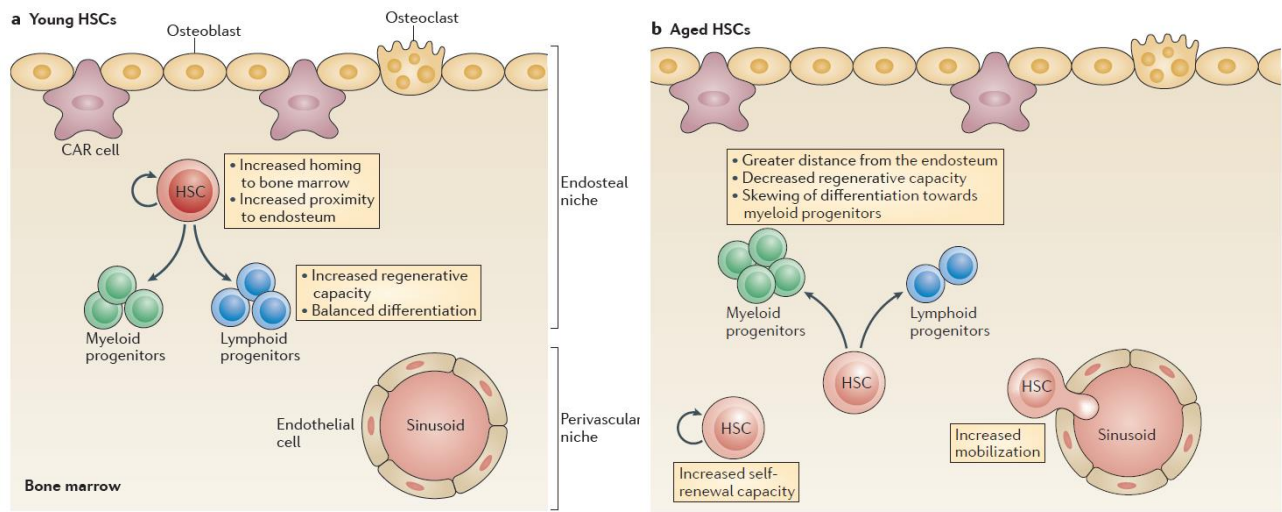 a Young HSCs
Osteoblast
Osteoclast
CAR cell
HSC
• Increased homing
to bone marrow
• Increased proximity
to endosteum
Endosteal
niche
• Increased regenerative
capacity
• Balanced differentiation
Myeloid
progenitors
Lymphoid
progenitors
Endothelial
cell
Sinusoid
Perivascular
niche
Bone marrow
b Aged HSCs
• Greater distance from the endosteum
• Decreased regenerative capacity
• Skewing of differentiation towards
myeloid progenitors
Myeloid
progenitors
Lymphoid
progenitors
HSC
HSC
Sinusoid
HSC
Increased
mobilization
Increased self-
renewal capacity